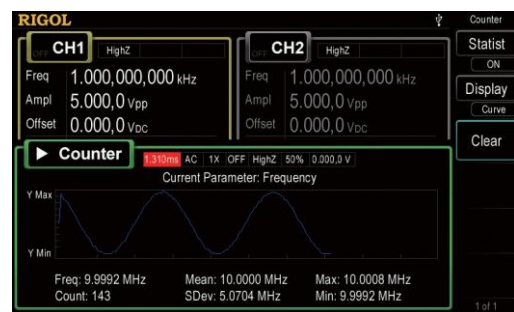 RIGOL
Counter
OFF CH1 HighZ
Freq 1.000,000,000 kHz
Ampl 5.000,0 Vpp
Offset 0.000,0 VDC
OFF CH2 HighZ
Freq 1.000,000,000 kHz
Ampl 5.000,0 Vpp
Offset 0.000,0 VDC
Statist
ON
Display
Curve
Clear
Counter 1.310ms AC 1X OFF HighZ 50% 0.000,0 V
Current Parameter: Frequency
Y Max
Y Min
Freq: 9.9992 MHz Mean: 10.0000 MHz Max: 10.0008 MHz
Count: 143 SDev: 5.0704 MHz Min: 9.9992 MHz
1 of 1